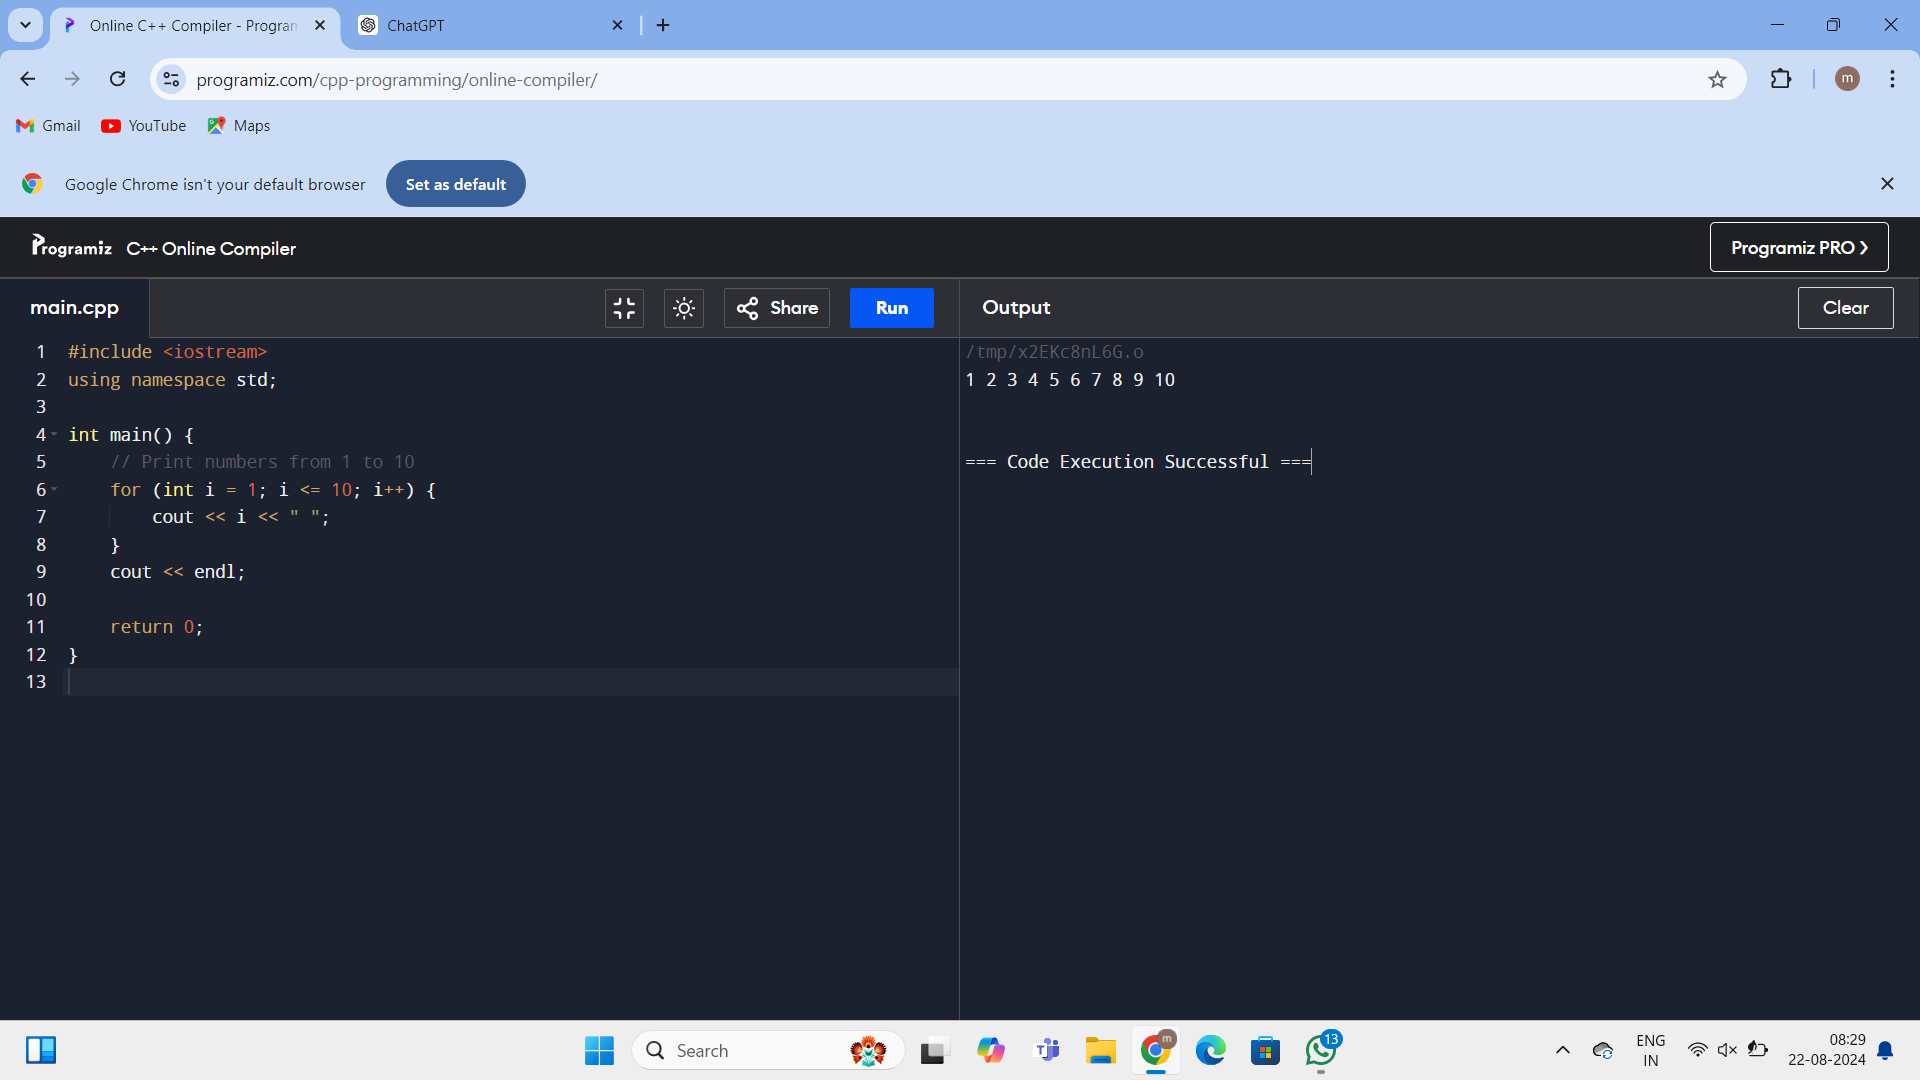 Online C++ Compiler - Program
ChatGPT
programiz.com/cpp-programming/online-compiler/
m
Gmail
YouTube
Maps
Google Chrome isn't your default browser
Set as default
Programiz C++ Online Compiler
Programiz PRO ❯
main.cpp
Share
Run
Output
Clear
1 #include <iostream>
2 using namespace std;
3
4 int main() {
5     // Print numbers from 1 to 10
6     for (int i = 1; i <= 10; i++) {
7         cout << i << " ";
8     }
9     cout << endl;
10
11     return 0;
12 }
13
/tmp/x2EKc8nL6G.o
1 2 3 4 5 6 7 8 9 10
=== Code Execution Successful ===
Search
m
13
ENG
IN
08:29
22-08-2024